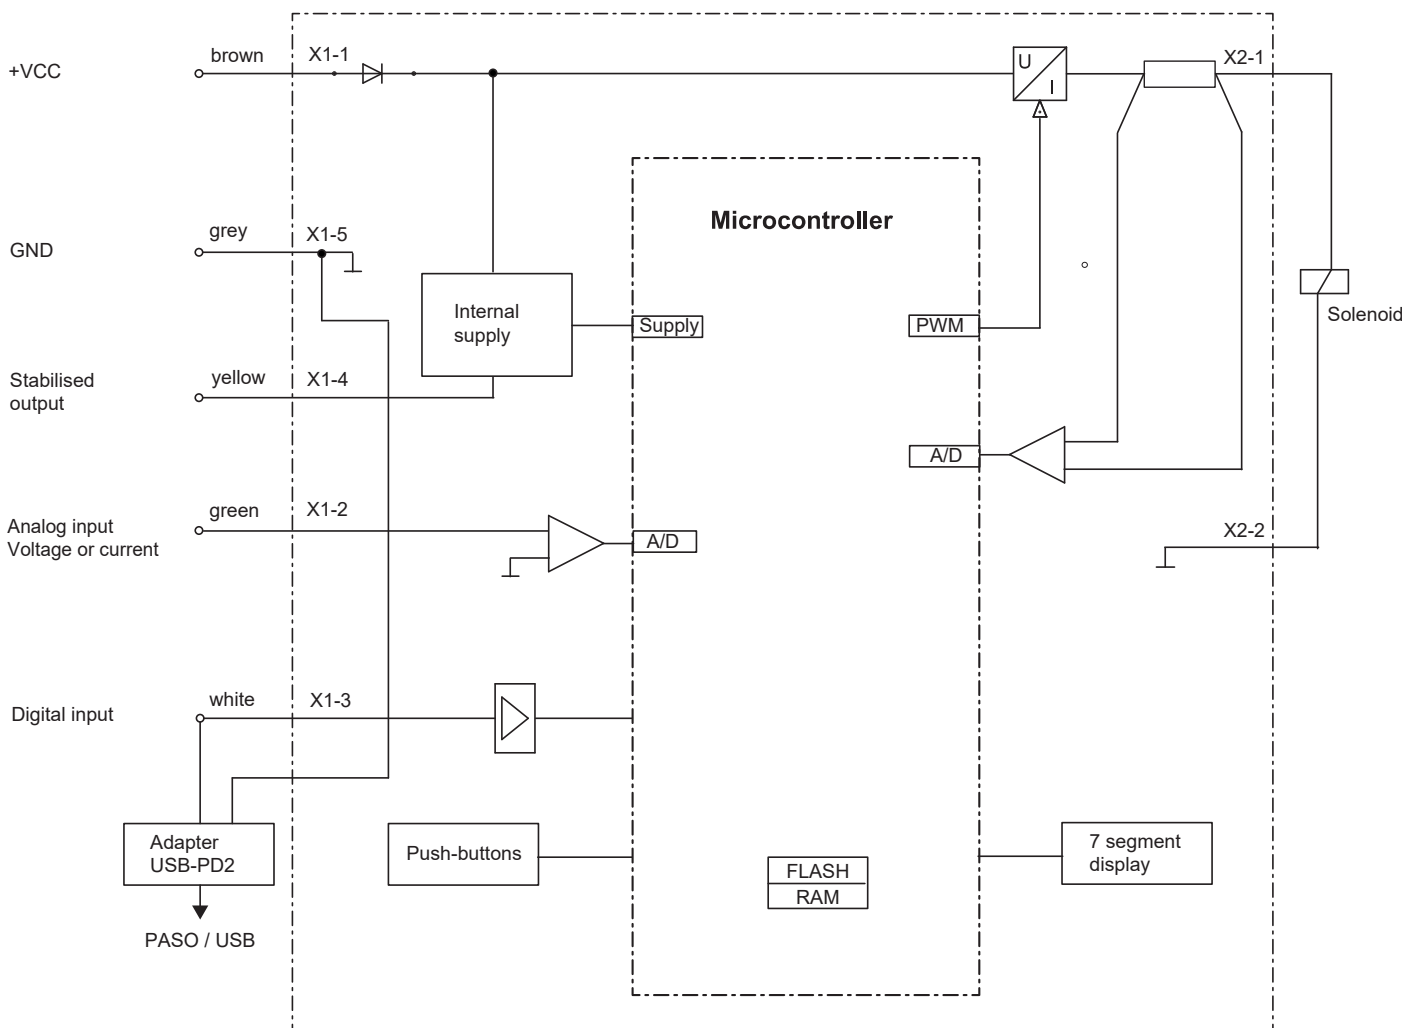 +VCC
brown
X1-1
U
I
X2-1
Microcontroller
GND
grey
X1-5
Internal
supply
Supply
PWM
Solenoid
Stabilised
output
yellow
X1-4
A/D
Analog input
Voltage or current
green
X1-2
A/D
X2-2
Digital input
white
X1-3
Adapter
USB-PD2
Push-buttons
FLASH
RAM
7 segment
display
PASO / USB